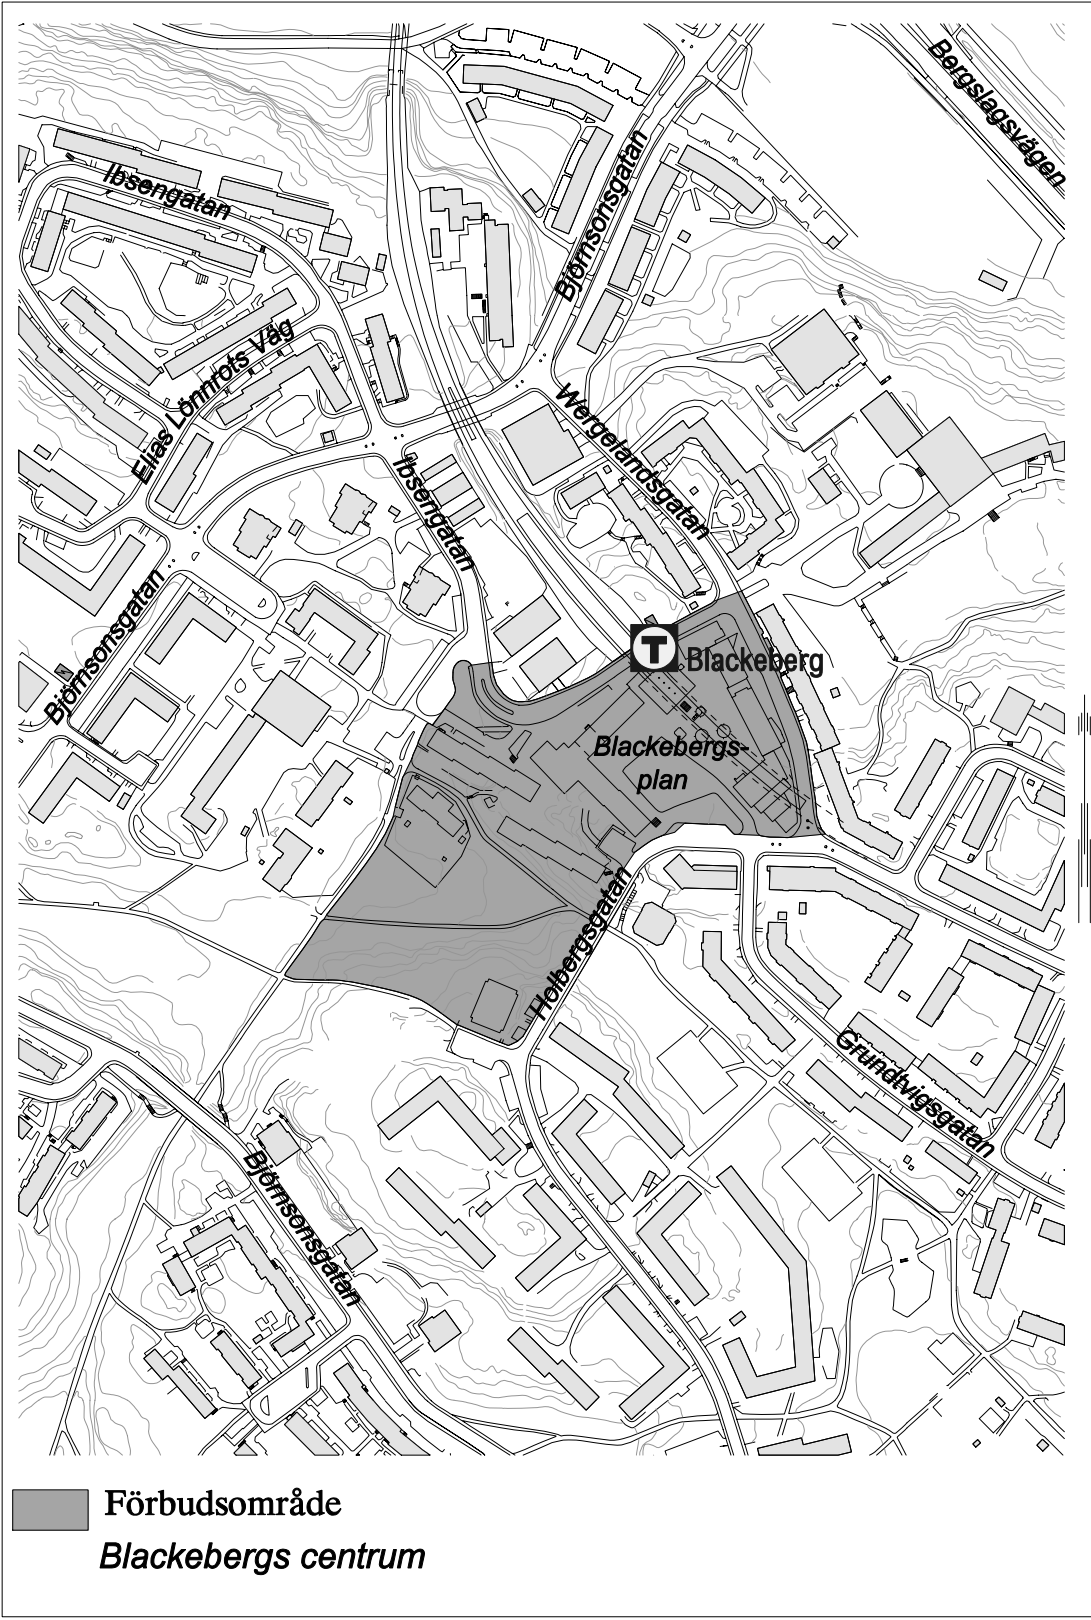 Bergslagsvägen
Björnsonsgatan
Ibsengatan
Elias Lönnrots Väg
Wergelandsgatan
Ibsengatan
Björnsonsgatan
T Blackeberg
Blackebergs-
plan
Holbergsgatan
Grundtvigsgatan
Björnsonsgatan
Förbudsområde
Blackebergs centrum